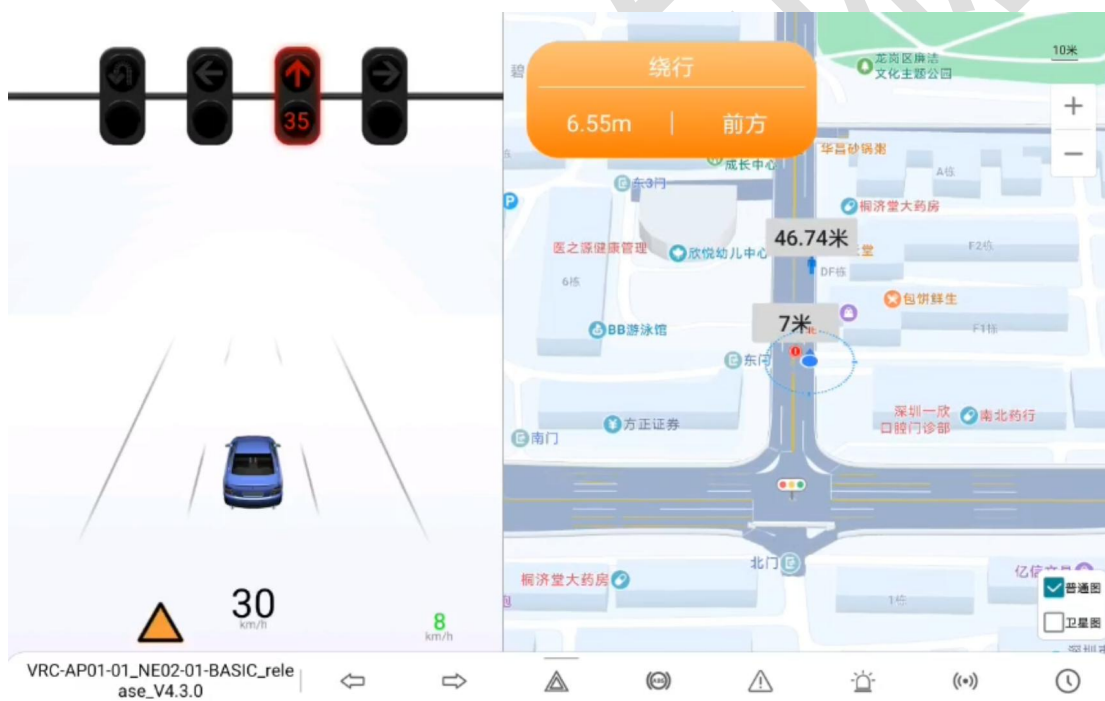 35
绕行
6.55m
前方
10米
碧
龙岗区廉洁
文化主题公园
+
华昌砂锅粥
成长中心
A栋
东3门
P
桐济堂大药房
46.74米
医之源健康管理
欣悦幼儿中心
堂
F2栋
DF栋
6栋
包饼鲜生
7米
北
BB游泳馆
F1栋
东门
深圳一欣
口腔门诊部
南北药行
方正证券
南门
北门
桐济堂大药房
1栋
普通图
卫星图
30
km/h
8
km/h
VRC-AP01-01_NE02-01-BASIC_rele
ase_V4.3.0